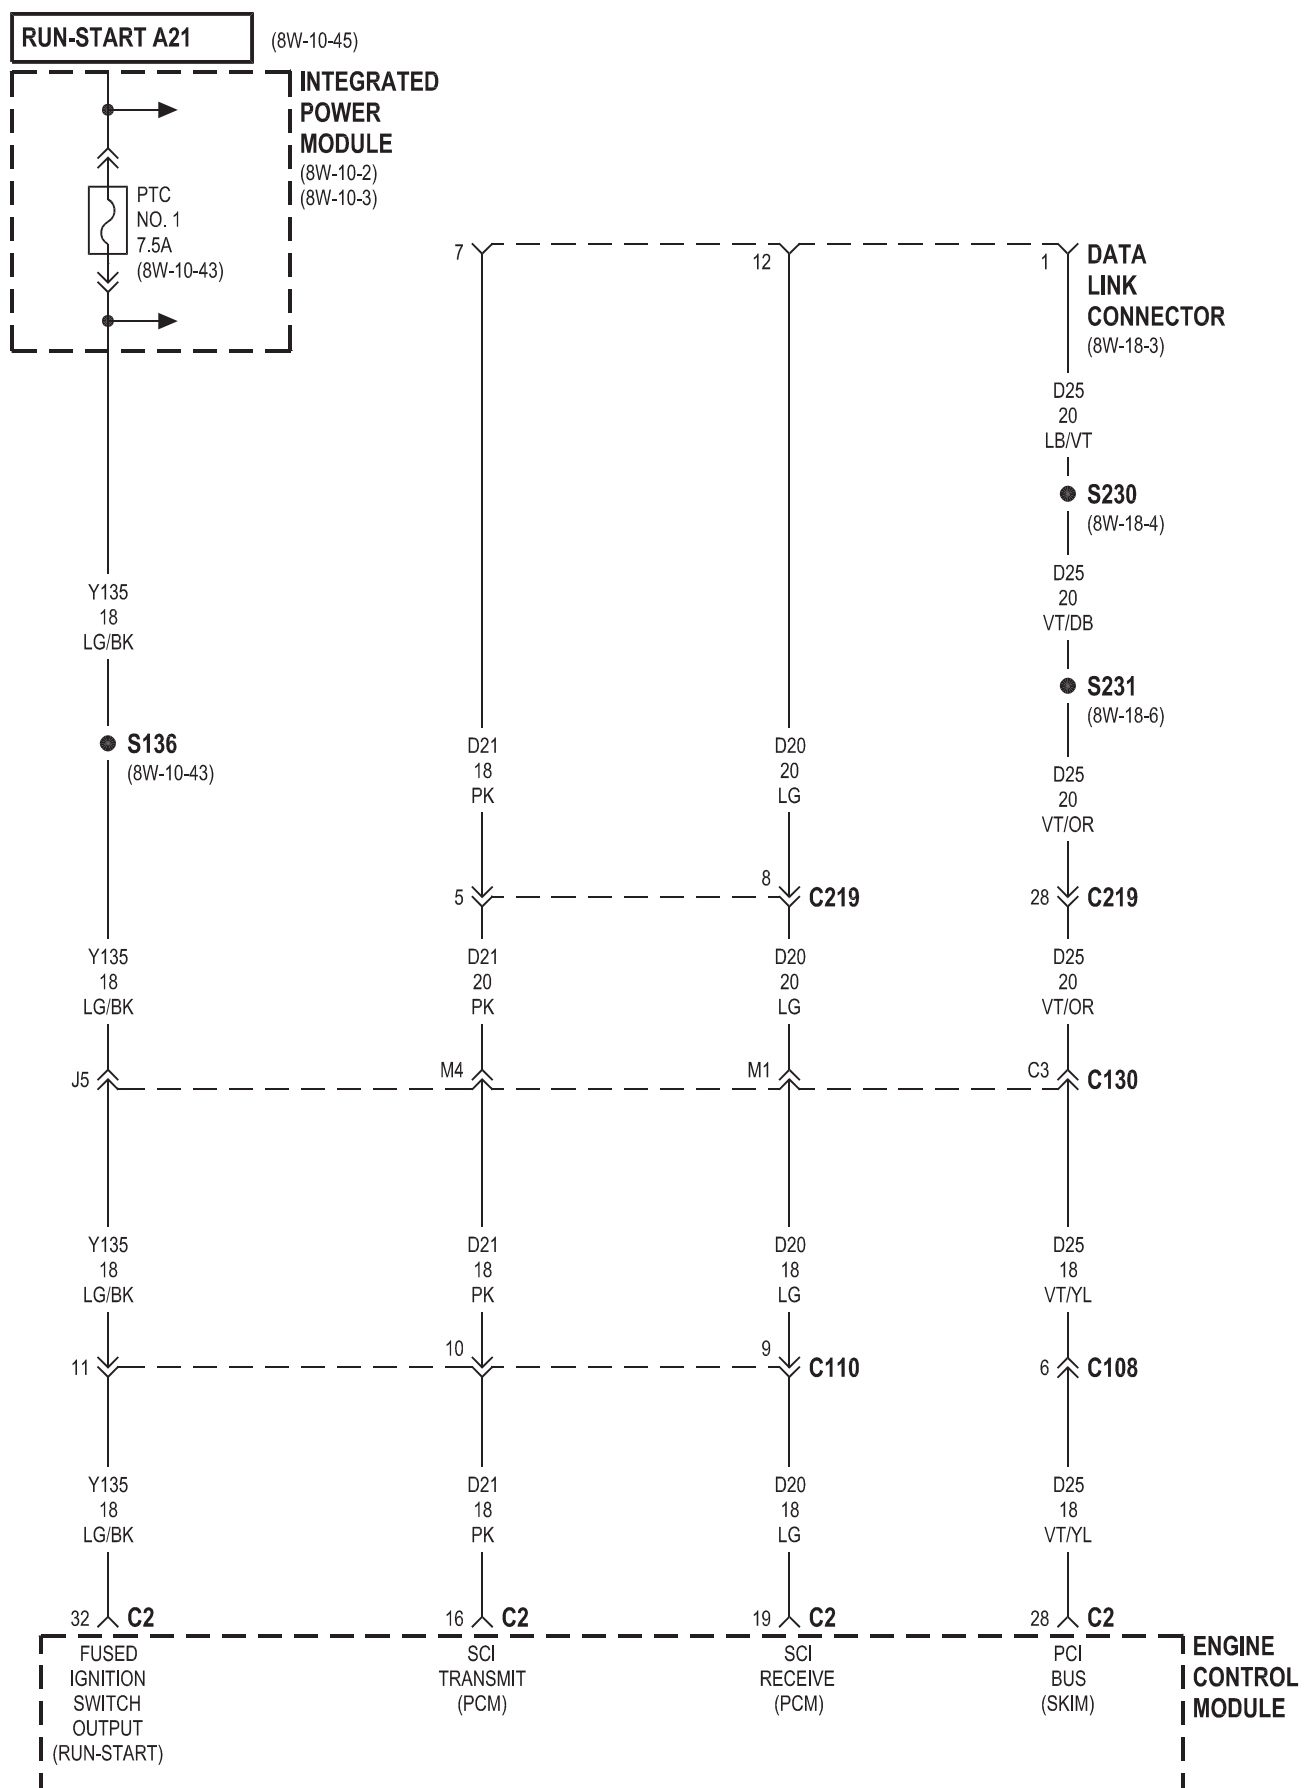 RUN-START A21
(8W-10-45)
INTEGRATED
POWER
MODULE
(8W-10-2)
(8W-10-3)
PTC
NO. 1
7.5A
(8W-10-43)
7
12
1
DATA
LINK
CONNECTOR
(8W-18-3)
D25
20
LB/VT
S230
(8W-18-4)
Y135
18
LG/BK
D25
20
VT/DB
S231
(8W-18-6)
S136
(8W-10-43)
D21
18
PK
D20
20
LG
D25
20
VT/OR
5
8
C219
28
C219
Y135
18
LG/BK
D21
20
PK
D20
20
LG
D25
20
VT/OR
J5
M4
M1
C3
C130
Y135
18
LG/BK
D21
18
PK
D20
18
LG
D25
18
VT/YL
11
10
9
C110
6
C108
Y135
18
LG/BK
D21
18
PK
D20
18
LG
D25
18
VT/YL
32
C2
16
C2
19
C2
28
C2
FUSED
IGNITION
SWITCH
OUTPUT
(RUN-START)
SCI
TRANSMIT
(PCM)
SCI
RECEIVE
(PCM)
PCI
BUS
(SKIM)
ENGINE
CONTROL
MODULE